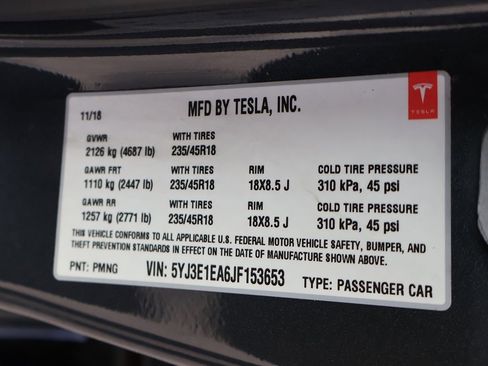 11/18 MFD BY TESLA, INC.
TESLA
GVWR WITH TIRES
2126 kg (4687 lb) 235/45R18
GAWR FRT WITH TIRES RIM COLD TIRE PRESSURE
1110 kg (2447 lb) 235/45R18 18X8.5 J 310 kPa, 45 psi
GAWR RR WITH TIRES RIM COLD TIRE PRESSURE
1257 kg (2771 lb) 235/45R18 18X8.5 J 310 kPa, 45 psi
THIS VEHICLE CONFORMS TO ALL APPLICABLE U.S. FEDERAL MOTOR VEHICLE SAFETY, BUMPER, AND
THEFT PREVENTION STANDARDS IN EFFECT ON THE DATE OF MANUFACTURE SHOWN ABOVE.
PNT: PMNG VIN: 5YJ3E1EA6JF153653 TYPE: PASSENGER CAR